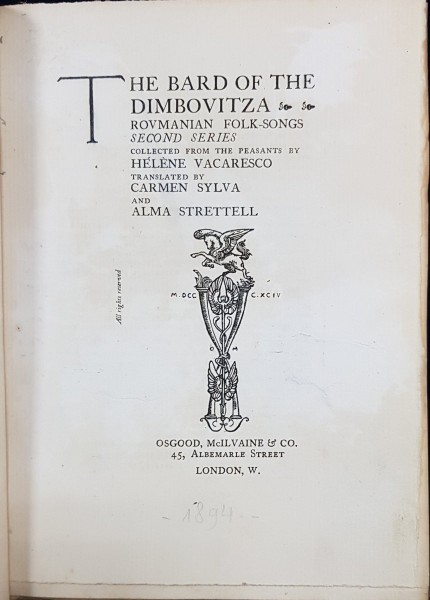 THE BARD OF THE
DIMBOVITZA
ROVMANIAN FOLK-SONGS
SECOND SERIES
COLLECTED FROM THE PEASANTS BY
HÉLÈNE VACARESCO
TRANSLATED BY
CARMEN SYLVA
AND
ALMA STRETTELL
All rights reserved
M.DCC C.XCIV
C M
OSGOOD, McILVAINE & CO.
45, ALBEMARLE STREET
LONDON, W.
- 1894 -